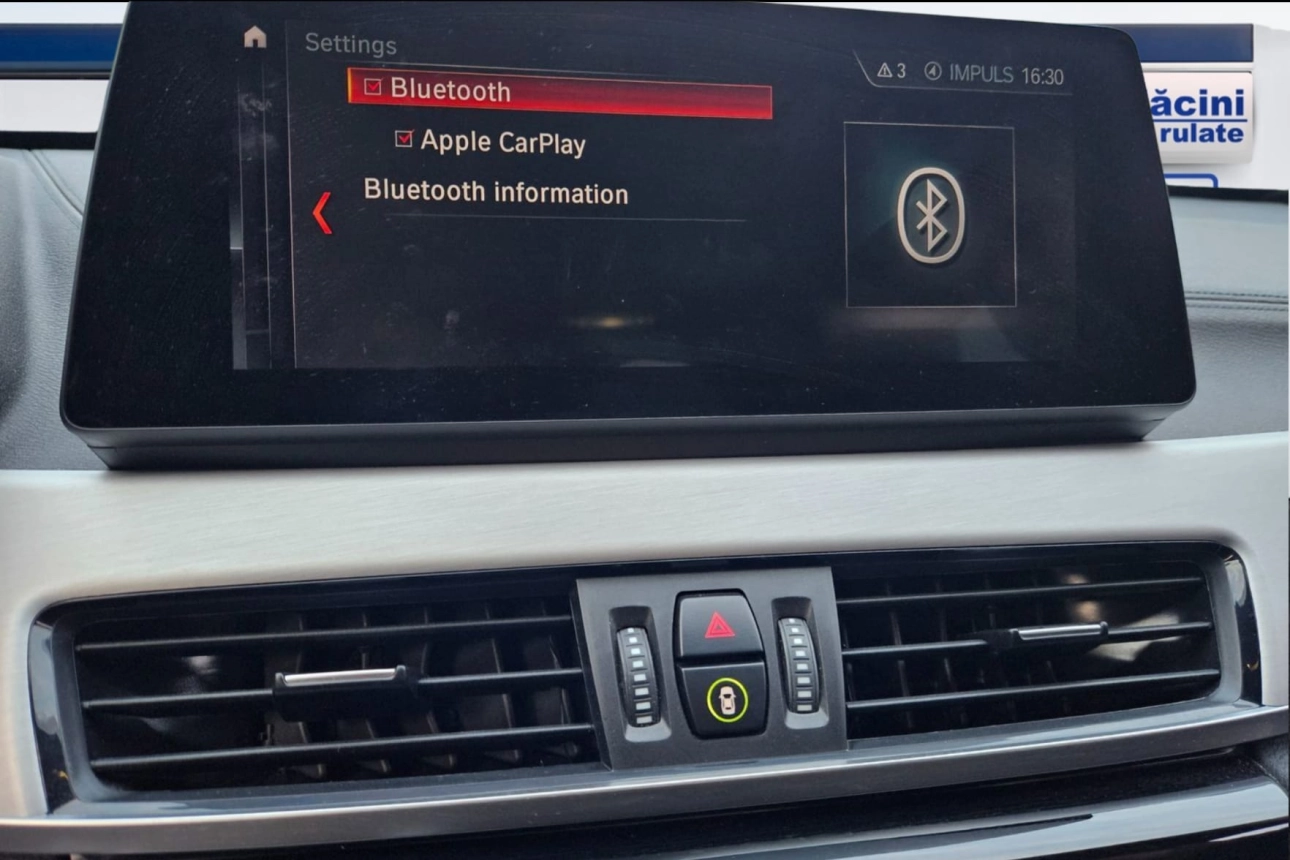 Settings
3 IMPULS 16:30
Bluetooth
Apple CarPlay
Bluetooth information
ăcini
rulate